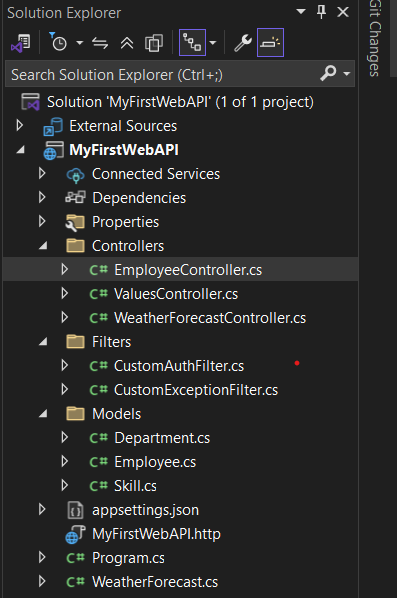 Solution Explorer
Git Changes
Search Solution Explorer (Ctrl+;)
Solution 'MyFirstWebAPI' (1 of 1 project)
External Sources
MyFirstWebAPI
Connected Services
Dependencies
Properties
Controllers
C# EmployeeController.cs
C# ValuesController.cs
C# WeatherForecastController.cs
Filters
C# CustomAuthFilter.cs
C# CustomExceptionFilter.cs
Models
C# Department.cs
C# Employee.cs
C# Skill.cs
appsettings.json
MyFirstWebAPI.http
C# Program.cs
C# WeatherForecast.cs